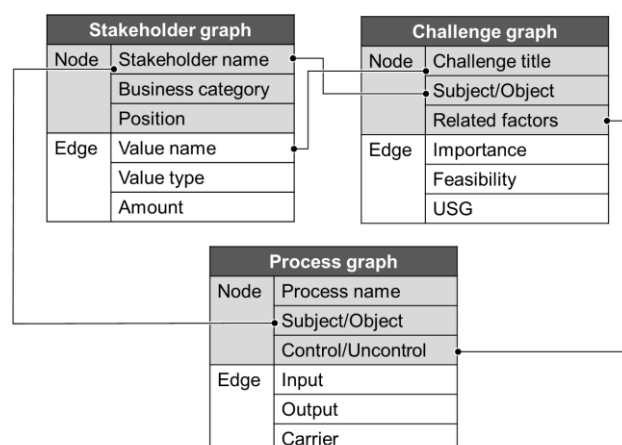 Stakeholder graph
Node Stakeholder name
Business category
Position
Edge Value name
Value type
Amount
Challenge graph
Node Challenge title
Subject/Object
Related factors
Edge Importance
Feasibility
USG
Process graph
Node Process name
Subject/Object
Control/Uncontrol
Edge Input
Output
Carrier